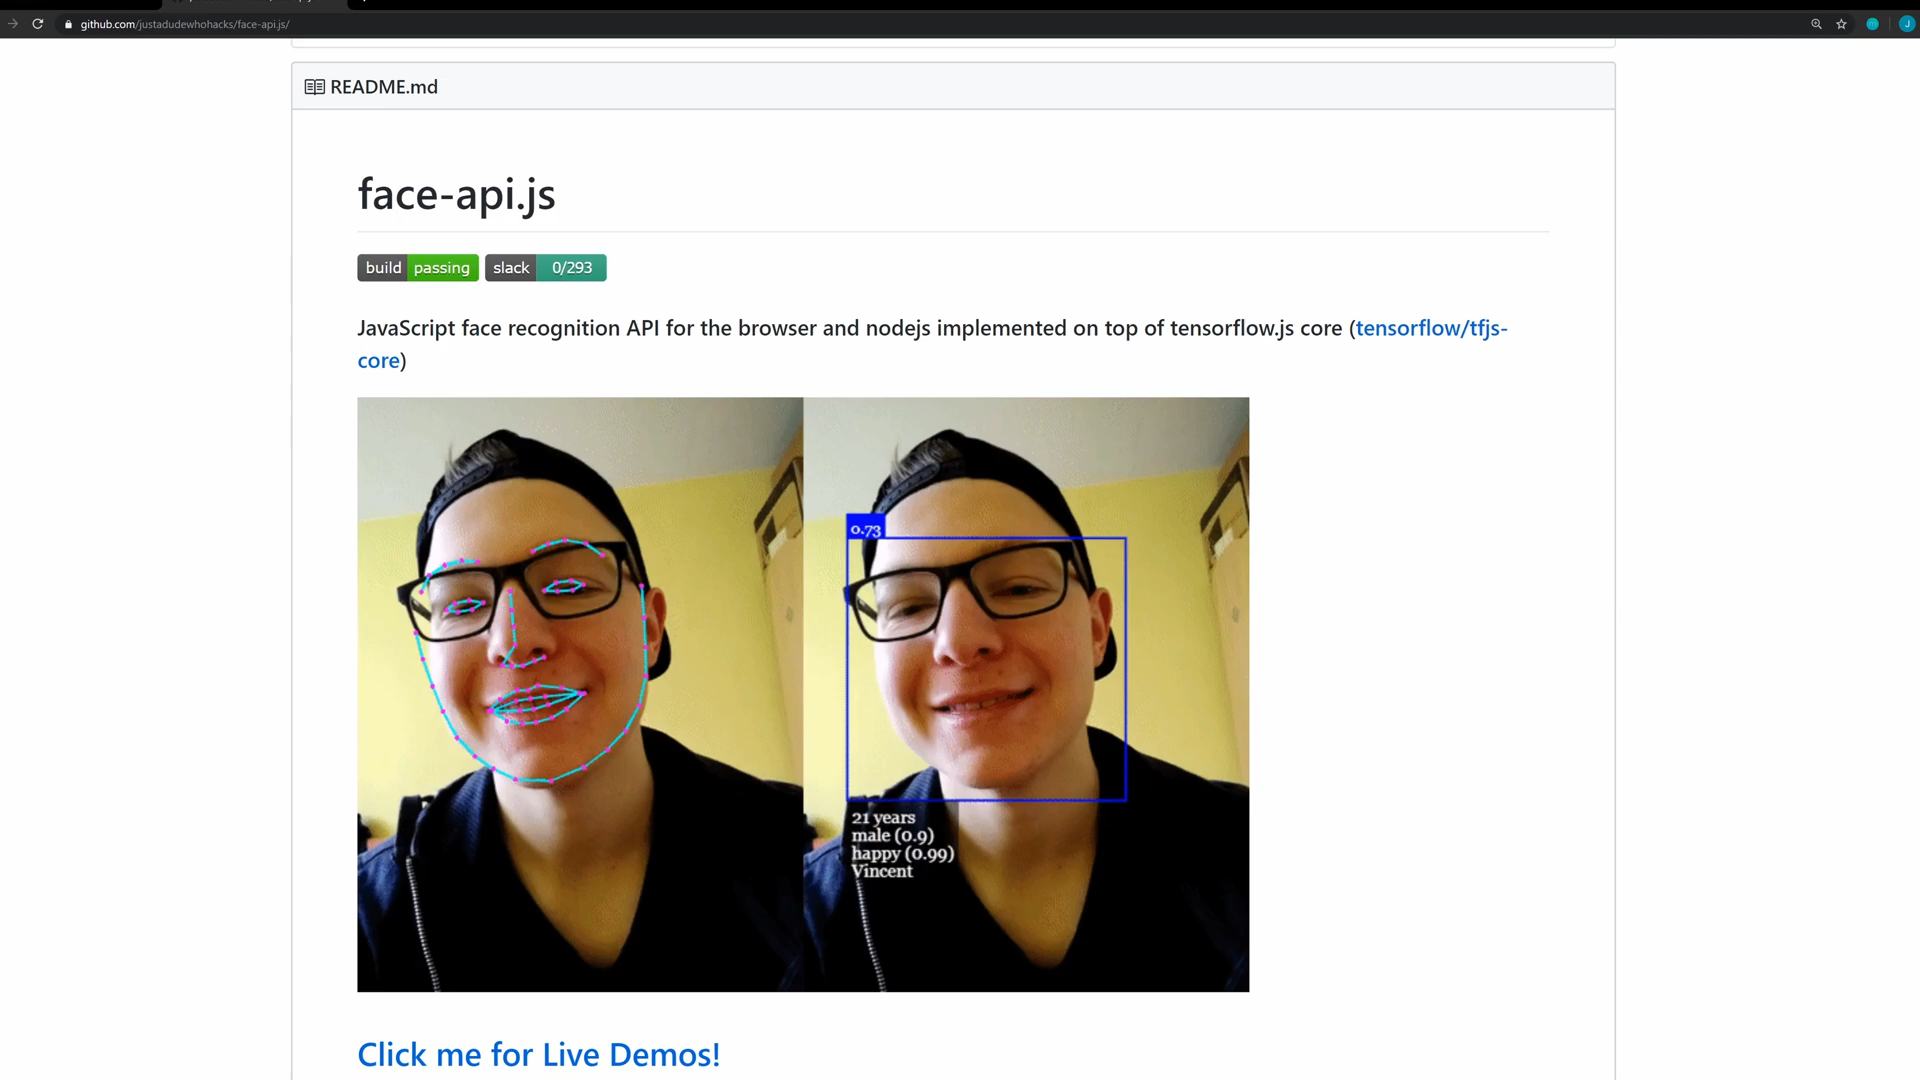 github.com/justadudewhohacks/face-api.js/
J
README.md
face-api.js
build passing slack 0/293
JavaScript face recognition API for the browser and nodejs implemented on top of tensorflow.js core (tensorflow/tfjs-
core)
0.73
21 years
male (0.9)
happy (0.99)
Vincent
Click me for Live Demos!